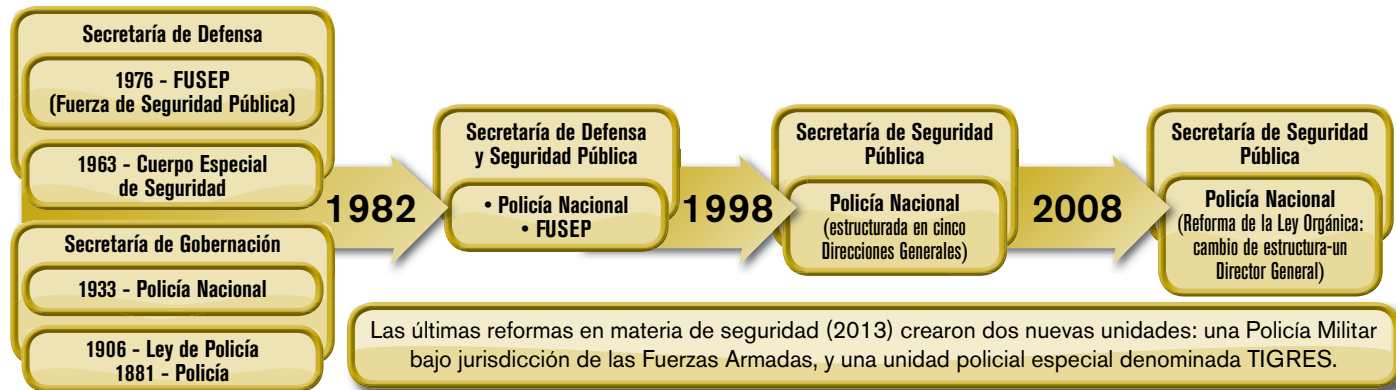 Secretaría de Defensa
1976 - FUSEP
(Fuerza de Seguridad Pública)
1963 - Cuerpo Especial
de Seguridad
Secretaría de Gobernación
1933 - Policía Nacional
1906 - Ley de Policía
1881 - Policía
1982
Secretaría de Defensa
y Seguridad Pública
• Policía Nacional
• FUSEP
1998
Secretaría de Seguridad
Pública
Policía Nacional
(estructurada en cinco
Direcciones Generales)
2008
Secretaría de Seguridad
Pública
Policía Nacional
(Reforma de la Ley Orgánica:
cambio de estructura-un
Director General)
Las últimas reformas en materia de seguridad (2013) crearon dos nuevas unidades: una Policía Militar
bajo jurisdicción de las Fuerzas Armadas, y una unidad policial especial denominada TIGRES.